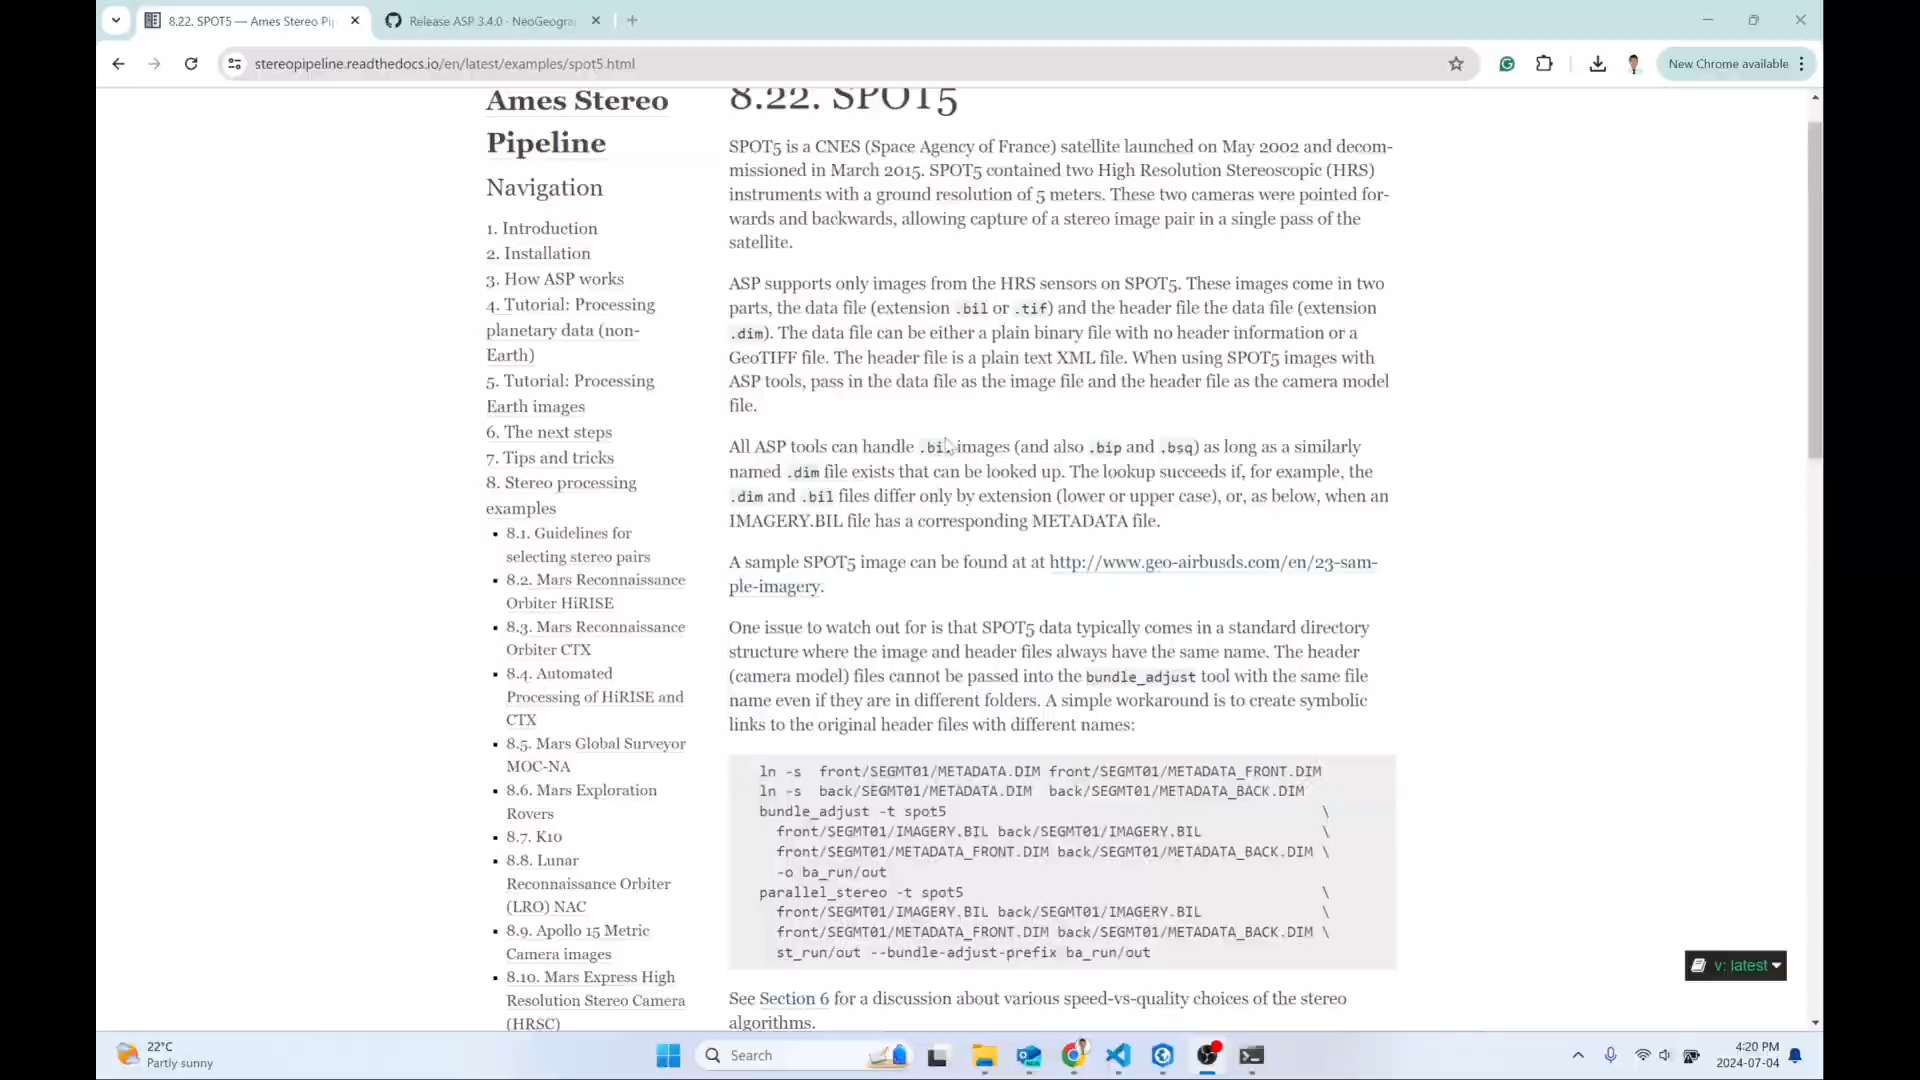 8.22. SPOT5 — Ames Stereo Pi
Release ASP 3.4.0 · NeoGeogra
stereopipeline.readthedocs.io/en/latest/examples/spot5.html
New Chrome available
Ames Stereo
Pipeline
Navigation
1. Introduction
2. Installation
3. How ASP works
4. Tutorial: Processing
planetary data (non-
Earth)
5. Tutorial: Processing
Earth images
6. The next steps
7. Tips and tricks
8. Stereo processing
examples
8.1. Guidelines for
selecting stereo pairs
8.2. Mars Reconnaissance
Orbiter HiRISE
8.3. Mars Reconnaissance
Orbiter CTX
8.4. Automated
Processing of HiRISE and
CTX
8.5. Mars Global Surveyor
MOC-NA
8.6. Mars Exploration
Rovers
8.7. K10
8.8. Lunar
Reconnaissance Orbiter
(LRO) NAC
8.9. Apollo 15 Metric
Camera images
8.10. Mars Express High
Resolution Stereo Camera
(HRSC)
8.22. SPOT5
SPOT5 is a CNES (Space Agency of France) satellite launched on May 2002 and decom-
missioned in March 2015. SPOT5 contained two High Resolution Stereoscopic (HRS)
instruments with a ground resolution of 5 meters. These two cameras were pointed for-
wards and backwards, allowing capture of a stereo image pair in a single pass of the
satellite.
ASP supports only images from the HRS sensors on SPOT5. These images come in two
parts, the data file (extension .bil or .tif) and the header file the data file (extension
.dim). The data file can be either a plain binary file with no header information or a
GeoTIFF file. The header file is a plain text XML file. When using SPOT5 images with
ASP tools, pass in the data file as the image file and the header file as the camera model
file.
All ASP tools can handle .bil images (and also .bip and .bsq) as long as a similarly
named .dim file exists that can be looked up. The lookup succeeds if, for example, the
.dim and .bil files differ only by extension (lower or upper case), or, as below, when an
IMAGERY.BIL file has a corresponding METADATA file.
A sample SPOT5 image can be found at at http://www.geo-airbusds.com/en/23-sam-
ple-imagery.
One issue to watch out for is that SPOT5 data typically comes in a standard directory
structure where the image and header files always have the same name. The header
(camera model) files cannot be passed into the bundle_adjust tool with the same file
name even if they are in different folders. A simple workaround is to create symbolic
links to the original header files with different names:
ln -s  front/SEGMT01/METADATA.DIM front/SEGMT01/METADATA_FRONT.DIM
ln -s  back/SEGMT01/METADATA.DIM  back/SEGMT01/METADATA_BACK.DIM
bundle_adjust -t spot5 \
front/SEGMT01/IMAGERY.BIL back/SEGMT01/IMAGERY.BIL \
front/SEGMT01/METADATA_FRONT.DIM back/SEGMT01/METADATA_BACK.DIM \
-o ba_run/out
parallel_stereo -t spot5 \
front/SEGMT01/IMAGERY.BIL back/SEGMT01/IMAGERY.BIL \
front/SEGMT01/METADATA_FRONT.DIM back/SEGMT01/METADATA_BACK.DIM \
st_run/out --bundle-adjust-prefix ba_run/out
See Section 6 for a discussion about various speed-vs-quality choices of the stereo
algorithms.
v: latest
22°C
Partly sunny
Search
4:20 PM
2024-07-04